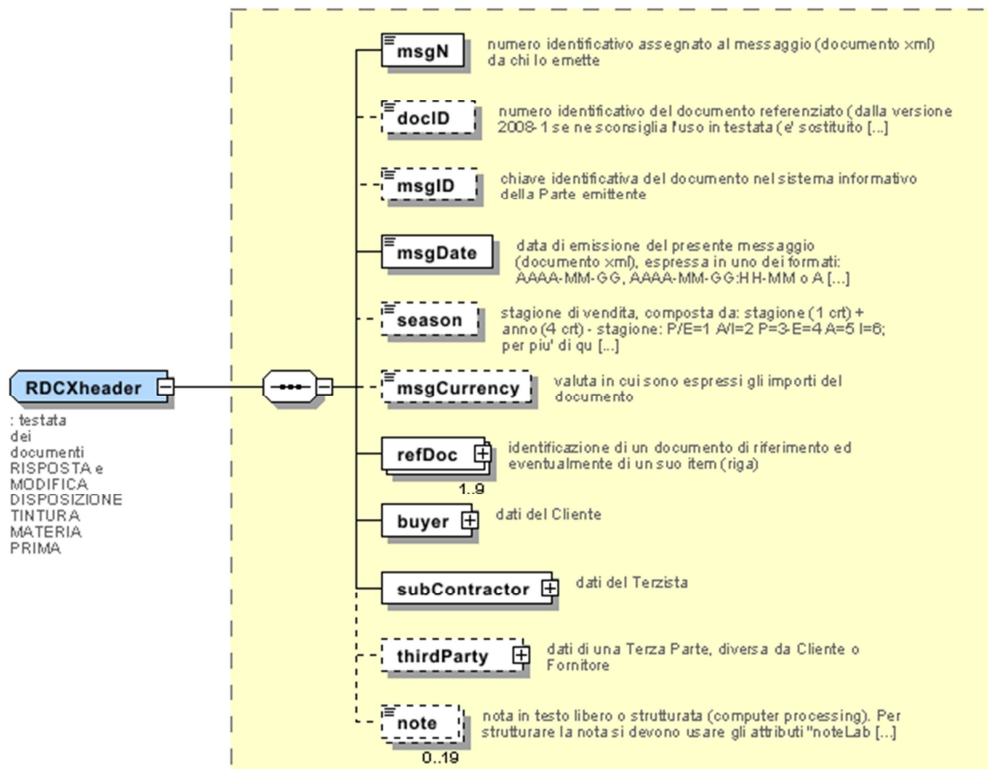 msgN
numero identificativo assegnato al messaggio (documento xml)
da chi lo emette
docID
numero identificativo del documento referenziato (dalla versione
2008-1 se ne sconsiglia l'uso in testata (e' sostituito [...]
msgID
chiave identificativa del documento nel sistema informativo
della Parte emittente
msgDate
data di emissione del presente messaggio
(documento xml), espressa in uno dei formati:
AAAA-MM-GG, AAAA-MM-GG:HH-MM o A [...]
season
stagione di vendita, composta da: stagione (1 crt) +
anno (4 crt) - stagione: P/E=1 A/I=2 P=3-E=4 A=5 I=6;
per piu' di qu [...]
RDCXheader
: testata
dei
documenti
RISPOSTA e
MODIFICA
DISPOSIZIONE
TINTURA
MATERIA
PRIMA
msgCurrency
valuta in cui sono espressi gli importi del
documento
refDoc
1..9
identificazione di un documento di riferimento ed
eventualmente di un suo item (riga)
buyer
dati del Cliente
subContractor
dati del Terzista
thirdParty
dati di una Terza Parte, diversa da Cliente o
Fornitore
note
0..19
nota in testo libero o strutturata (computer processing). Per
strutturare la nota si devono usare gli attributi "noteLab [...]